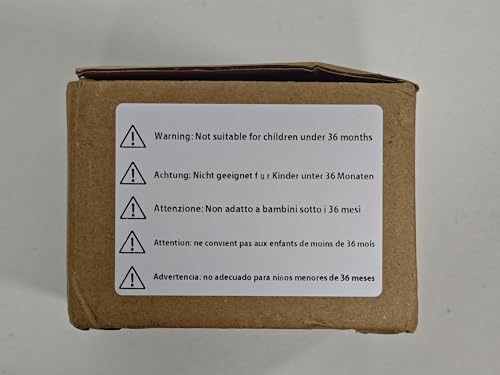 Warning: Not suitable for children under 36 months
Achtung: Nicht geeignet f u r Kinder unter 36 Monaten
Attenzione: Non adatto a bambini sotto i 36 mesi
Attention: ne convient pas aux enfants de moins de 36 mois
Advertencia: no adecuado para niños menores de 36 meses